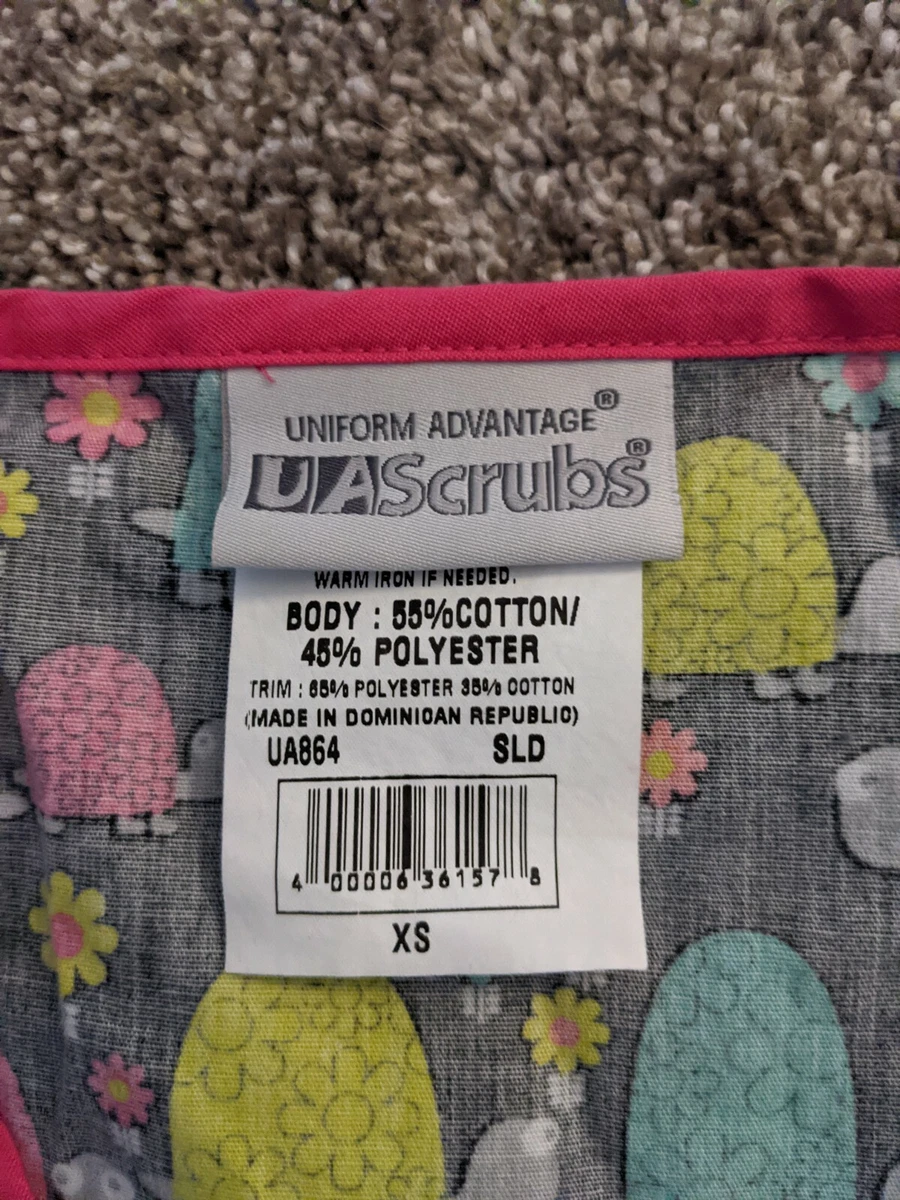 UNIFORM ADVANTAGE®
UAScrubs®
WARM IRON IF NEEDED.
BODY : 55%COTTON/
45% POLYESTER
TRIM : 65% POLYESTER 35% COTTON
(MADE IN DOMINICAN REPUBLIC)
UA864 SLD
4 00006 36157 8
XS